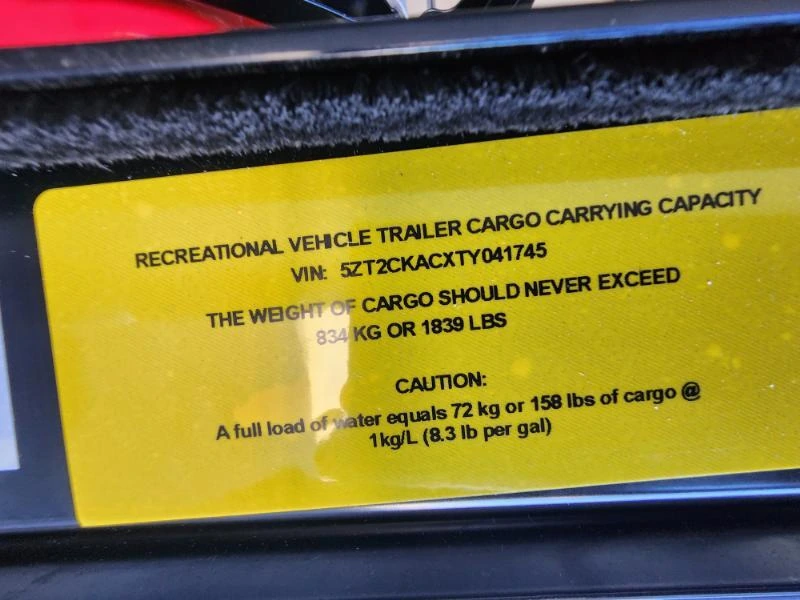 RECREATIONAL VEHICLE TRAILER CARGO CARRYING CAPACITY
VIN: 5ZT2CKACXTY041745
THE WEIGHT OF CARGO SHOULD NEVER EXCEED
834 KG OR 1839 LBS
CAUTION:
A full load of water equals 72 kg or 158 lbs of cargo @
1kg/L (8.3 lb per gal)